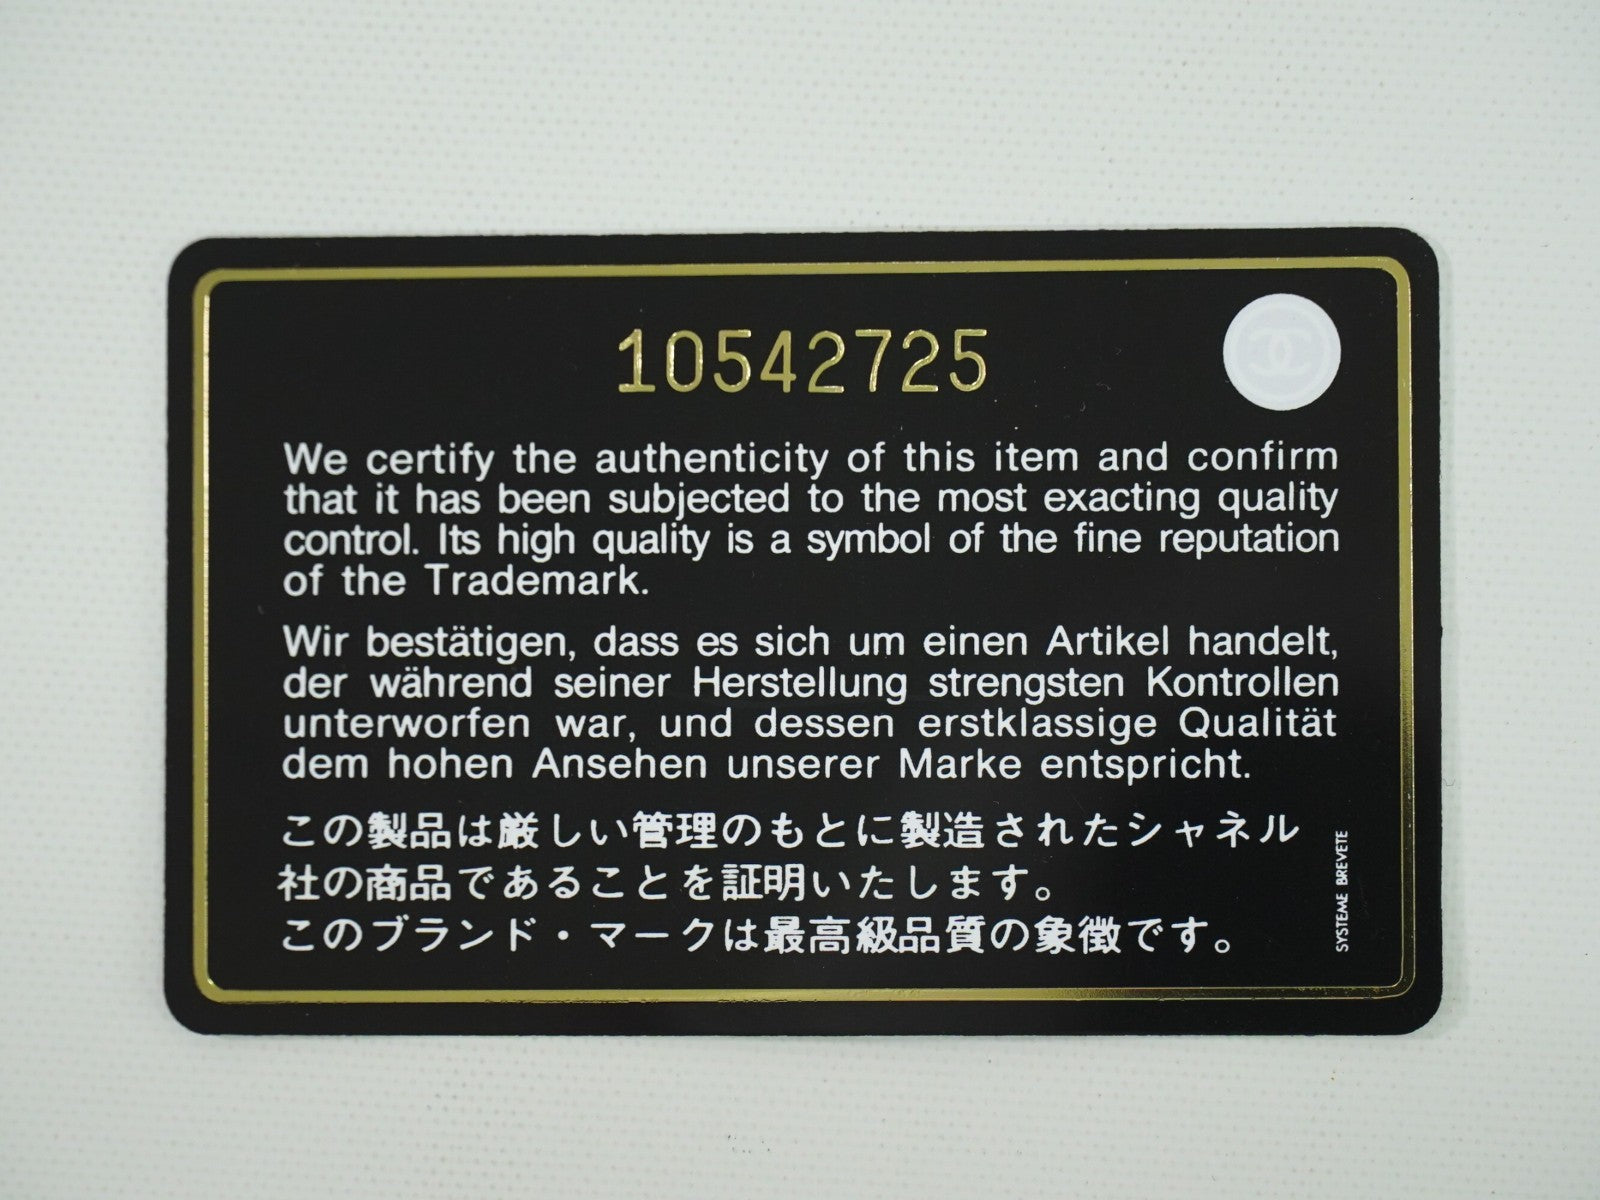 10542725
We certify the authenticity of this item and confirm
that it has been subjected to the most exacting quality
control. Its high quality is a symbol of the fine reputation
of the Trademark.
Wir bestätigen, dass es sich um einen Artikel handelt,
der während seiner Herstellung strengsten Kontrollen
unterworfen war, und dessen erstklassige Qualität
dem hohen Ansehen unserer Marke entspricht.
この製品は厳しい管理のもとに製造されたシャネル
社の商品であることを証明いたします。
このブランド・マークは最高級品質の象徴です。
SYSTEME BREVETE